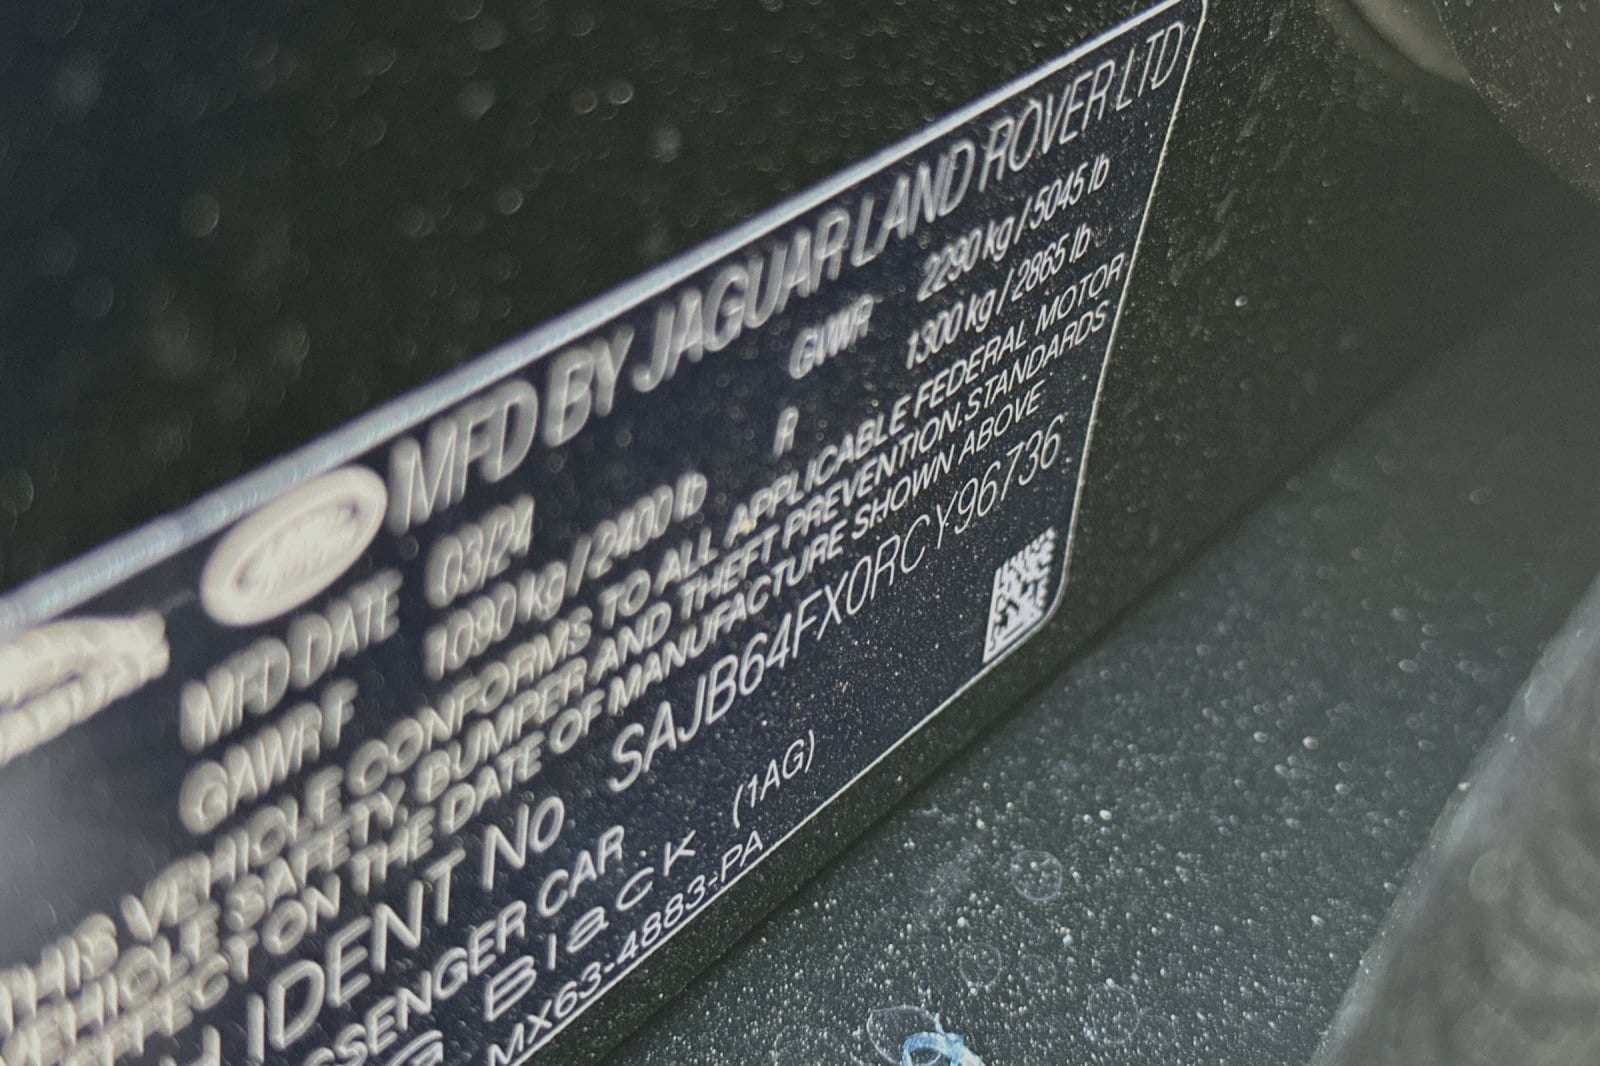 MFD BY JAGUAR LAND ROVER LTD
MFD DATE 03/24 GVWR 2290 kg / 5045 lb
GAWR F 1090 kg / 2400 lb R 1300 kg / 2865 lb
THIS VEHICLE CONFORMS TO ALL APPLICABLE FEDERAL MOTOR
VEHICLE SAFETY, BUMPER AND THEFT PREVENTION. STANDARDS
EFFECT ON THE DATE OF MANUFACTURE SHOWN ABOVE
IDENT NO SAJB64FX0RCY96736
SSENGER CAR
Black (1AG)
MX63-4883-PA